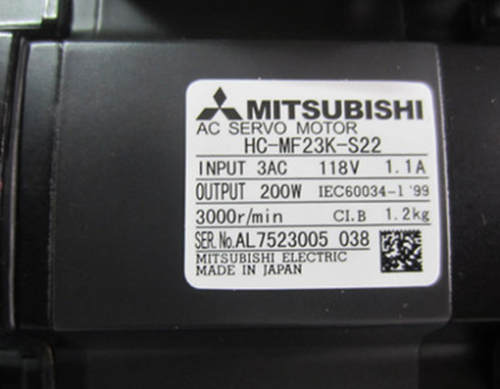 MITSUBISHI
AC SERVO MOTOR
HC-MF23K-S22
INPUT 3AC 118V 1.1A
OUTPUT 200W IEC60034-1 '99
3000r/min CI.B 1.2kg
SER.No.AL7523005 038
MITSUBISHI ELECTRIC
MADE IN JAPAN